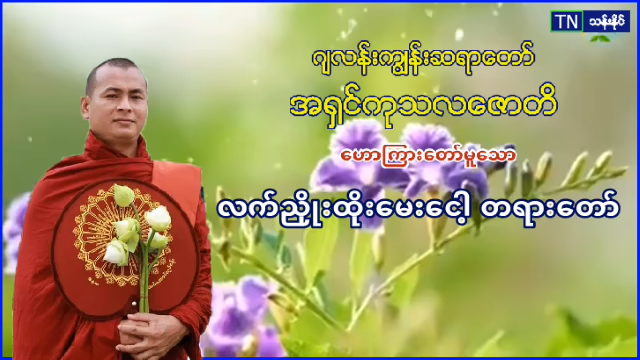 TN သန်းနိုင်
ဂျလန်းကျွန်းဆရာတော်
အရှင်ကုသလဇောတိ
ဟောကြားတော်မူသော
လက်ညှိုးထိုးမေးငေါ့ တရားတော်